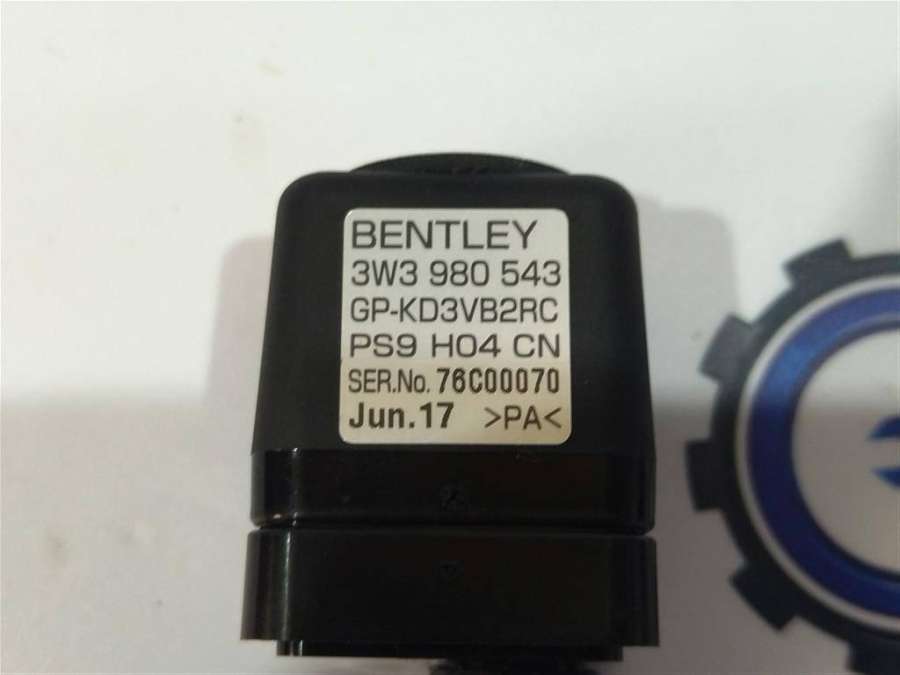 BENTLEY
3W3 980 543
GP-KD3VB2RC
PS9 H04 CN
SER.No. 76C00070
Jun.17 >PA<